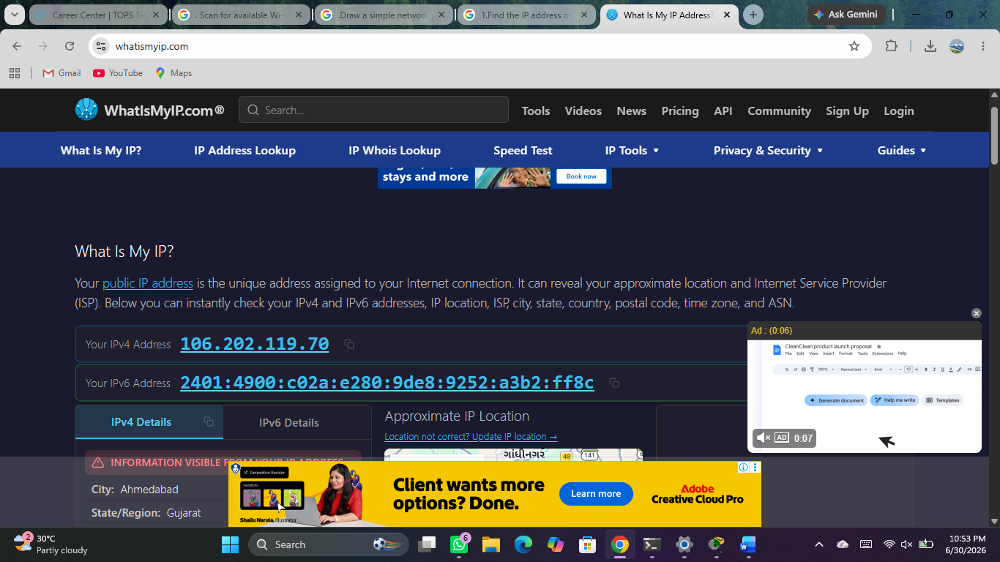 Career Center | TOPS Te
. Scan for available Wi-
.Draw a simple network
1.Find the IP address of
What Is My IP Address?
Ask Gemini
whatismyip.com
Gmail
YouTube
Maps
WhatIsMyIP.com®
Search...
Tools
Videos
News
Pricing
API
Community
Sign Up
Login
What Is My IP?
IP Address Lookup
IP Whois Lookup
Speed Test
IP Tools
Privacy & Security
Guides
stays and more
Book now
What Is My IP?
Your public IP address is the unique address assigned to your Internet connection. It can reveal your approximate location and Internet Service Provider
(ISP). Below you can instantly check your IPv4 and IPv6 addresses, IP location, ISP, city, state, country, postal code, time zone, and ASN.
Your IPv4 Address 106.202.119.70
Your IPv6 Address 2401:4900:c02a:e280:9de8:9252:a3b2:ff8c
Ad : (0:06)
CleanClean product launch proposal
File Edit View Insert Format Tools Extensions Help
100% Normal text Arial 10 B I U A
Generate document
Help me write
Templates
AD 0:07
IPv4 Details
IPv6 Details
Approximate IP Location
Location not correct? Update IP location →
ગાંધીનગર
48
141
INFORMATION VISIBLE FROM YOUR IP ADDRESS
City: Ahmedabad
State/Region: Gujarat
Generative Recolor
Variations
Shallu Narula, Illustrator
Client wants more
options? Done.
Learn more
Adobe
Creative Cloud Pro
2
30°C
Partly cloudy
Search
6
10:53 PM
6/30/2026